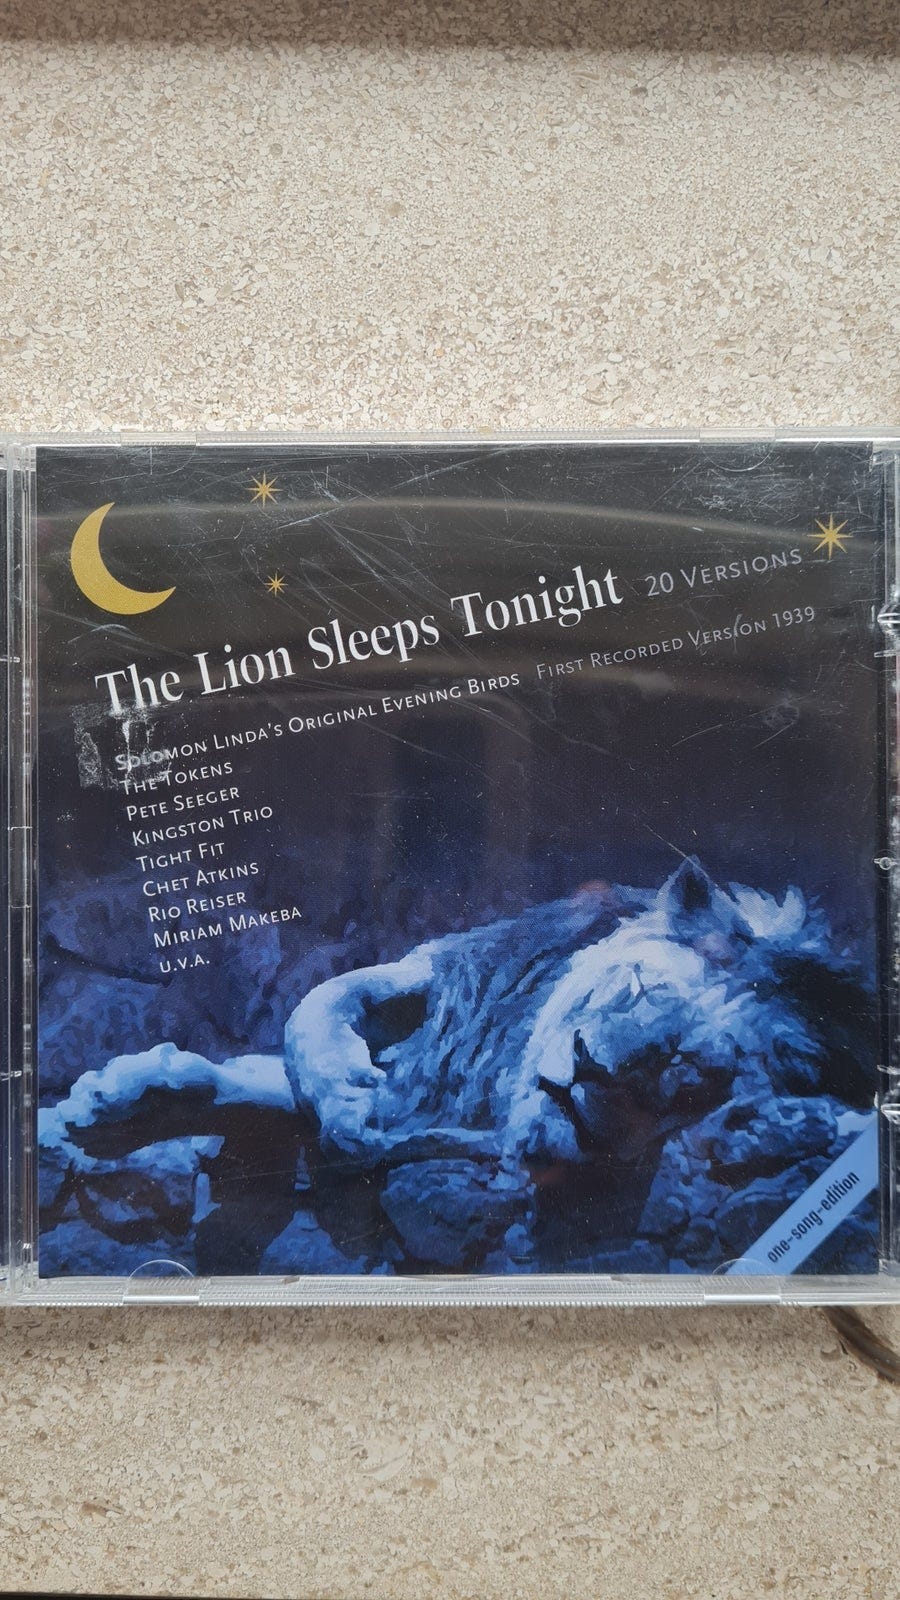 The Lion Sleeps Tonight 20 VERSIONS
SOLOMON LINDA'S ORIGINAL EVENING BIRDS FIRST RECORDED VERSION 1939
THE TOKENS
PETE SEEGER
KINGSTON TRIO
TIGHT FIT
CHET ATKINS
RIO REISER
MIRIAM MAKEBA
U.V.A.
one-song-edition